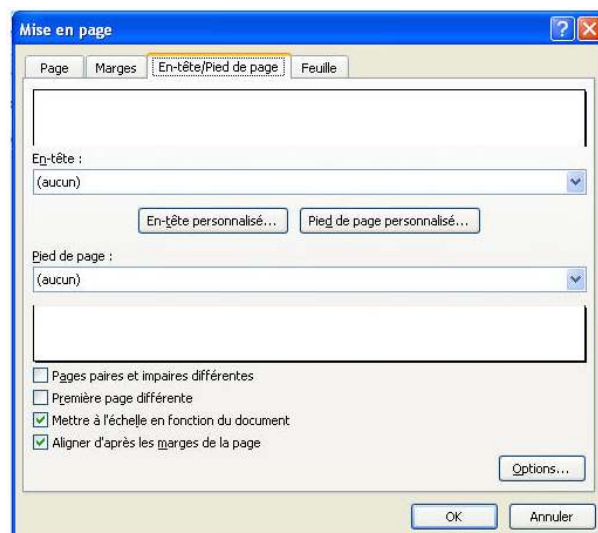 Mise en page
Page Marges En-tête/Pied de page Feuille
En-tête :
(aucun)
En-tête personnalisé... Pied de page personnalisé...
Pied de page :
(aucun)
Pages paires et impaires différentes
Première page différente
Mettre à l'échelle en fonction du document
Aligner d'après les marges de la page
Options...
OK Annuler